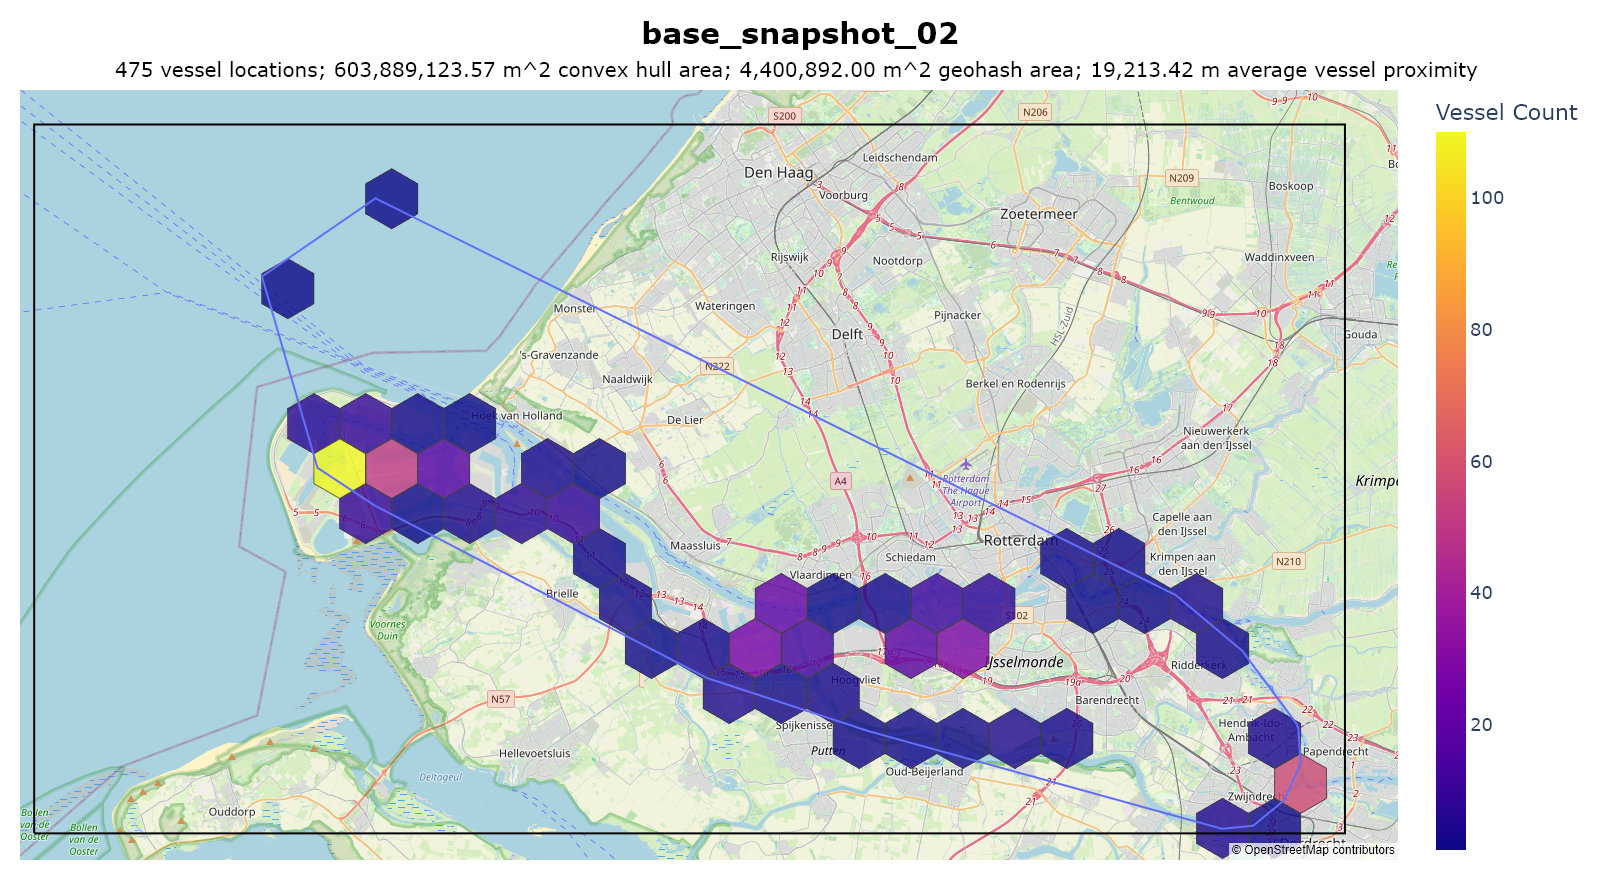 base_snapshot_02
475 vessel locations; 603,889,123.57 m^2 convex hull area; 4,400,892.00 m^2 geohash area; 19,213.42 m average vessel proximity
Vessel Count
100
80
60
40
20
S200
N206
Leidschendam
Den Haag
Voorburg
N209
Boskoop
Bentwoud
Zoetermeer
Rijswijk
Nootdorp
Waddinxveen
Monster
Wateringen
Pijnacker
Delft
HSL-Zuid
Gouda
's-Gravenzande
N222
Naaldwijk
Berkel en Rodenrijs
Hoek van Holland
De Lier
Nieuwerkerk
aan den IJssel
A4
Rotterdam
The Hague
Airport
Krimpe
Capelle aan
den IJssel
Maassluis
Schiedam
Rotterdam
Krimpen aan
den IJssel
N210
Vlaardingen
Brielle
S102
Voornes
Duin
IJsselmonde
Ridderkerk
Hoogvliet
N57
Barendrecht
Spijkenisse
Hendrik-Ido-
Ambacht
Hellevoetsluis
Putten
Papendrecht
Oud-Beijerland
Deltageul
Zwijndrecht
Ouddorp
Bollen
van de
Ooster
Bollen
van de
Ooster
© OpenStreetMap contributors